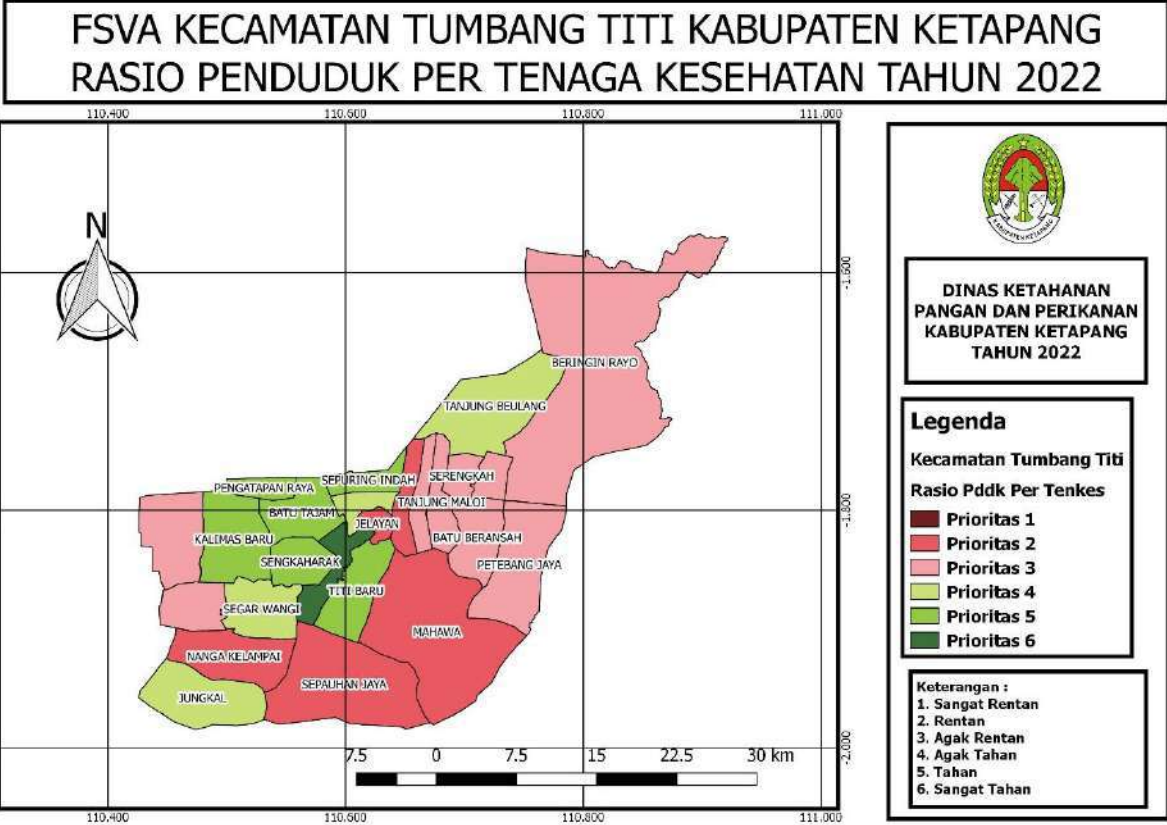 FSVA KECAMATAN TUMBANG TITI KABUPATEN KETAPANG
RASIO PENDUDUK PER TENAGA KESEHATAN TAHUN 2022
110.400
110.600
110.800
111.000
N
-1.600
-1.800
-2.000
BERINGIN RAYO
TANJUNG BEULANG
SEPURING INDAH
SERENGKAH
PENGATAPAN RAYA
TANJUNG MALOI
BATU TAJAM
JELAYAN
KALIMAS BARU
BATU BERANSAH
SENGKAHARAK
PETEBANG JAYA
TITI BARU
SEGAR WANGI
MAHAWA
NANGA KELAMPAI
SEPAUHAN JAYA
JUNGKAL
7.5 0 7.5 15 22.5 30 km
110.400
110.600
110.800
111.000
KABUPATEN KETAPANG
DINAS KETAHANAN
PANGAN DAN PERIKANAN
KABUPATEN KETAPANG
TAHUN 2022
Legenda
Kecamatan Tumbang Titi
Rasio Pddk Per Tenkes
Prioritas 1
Prioritas 2
Prioritas 3
Prioritas 4
Prioritas 5
Prioritas 6
Keterangan :
1. Sangat Rentan
2. Rentan
3. Agak Rentan
4. Agak Tahan
5. Tahan
6. Sangat Tahan